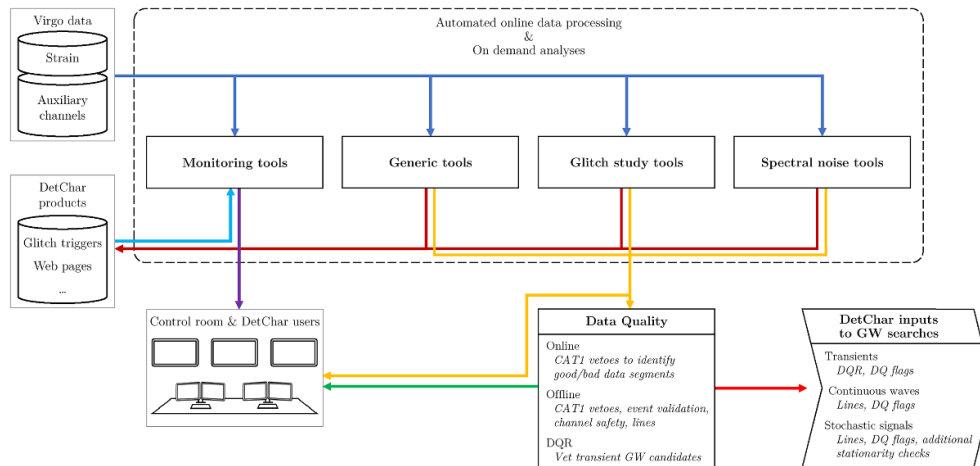 Virgo data
Strain
Auxiliary
channels
Automated online data processing
&
On demand analyses
Monitoring tools
Generic tools
Glitch study tools
Spectral noise tools
DetChar
products
Glitch triggers
Web pages
...
Control room & DetChar users
Data Quality
Online
CAT1 vetoes to identify
good/bad data segments
Offline
CAT1 vetoes, event validation,
channel safety, lines
DQR
Vet transient GW candidates
DetChar inputs
to GW searches
Transients
DQR, DQ flags
Continuous waves
Lines, DQ flags
Stochastic signals
Lines, DQ flags, additional
stationarity checks